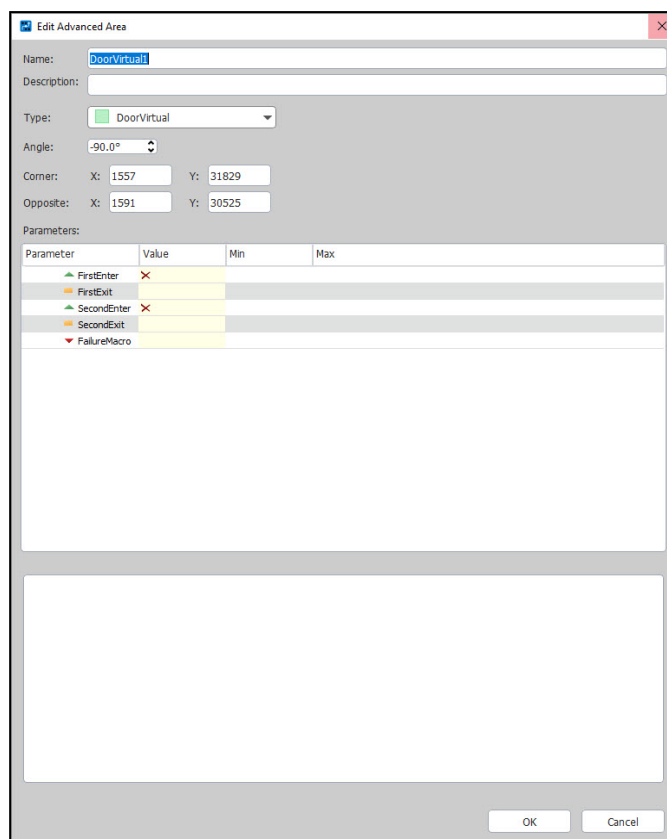 Edit Advanced Area
Name: DoorVirtual1
Description:
Type: DoorVirtual
Angle: -90.0°
Corner: X: 1557 Y: 31829
Opposite: X: 1591 Y: 30525
Parameters:
Parameter Value Min Max
FirstEnter
FirstExit
SecondEnter
SecondExit
FailureMacro
OK Cancel